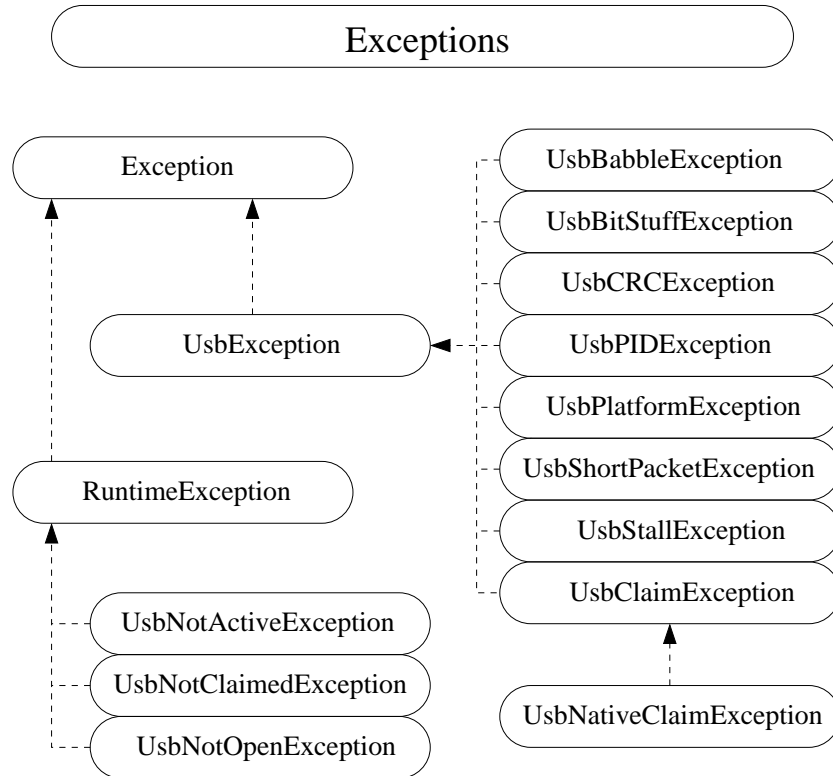 Exceptions
Exception
UsbException
RuntimeException
UsbNotActiveException
UsbNotClaimedException
UsbNotOpenException
UsbBabbleException
UsbBitStuffException
UsbCRCException
UsbPIDException
UsbPlatformException
UsbShortPacketException
UsbStallException
UsbClaimException
UsbNativeClaimException